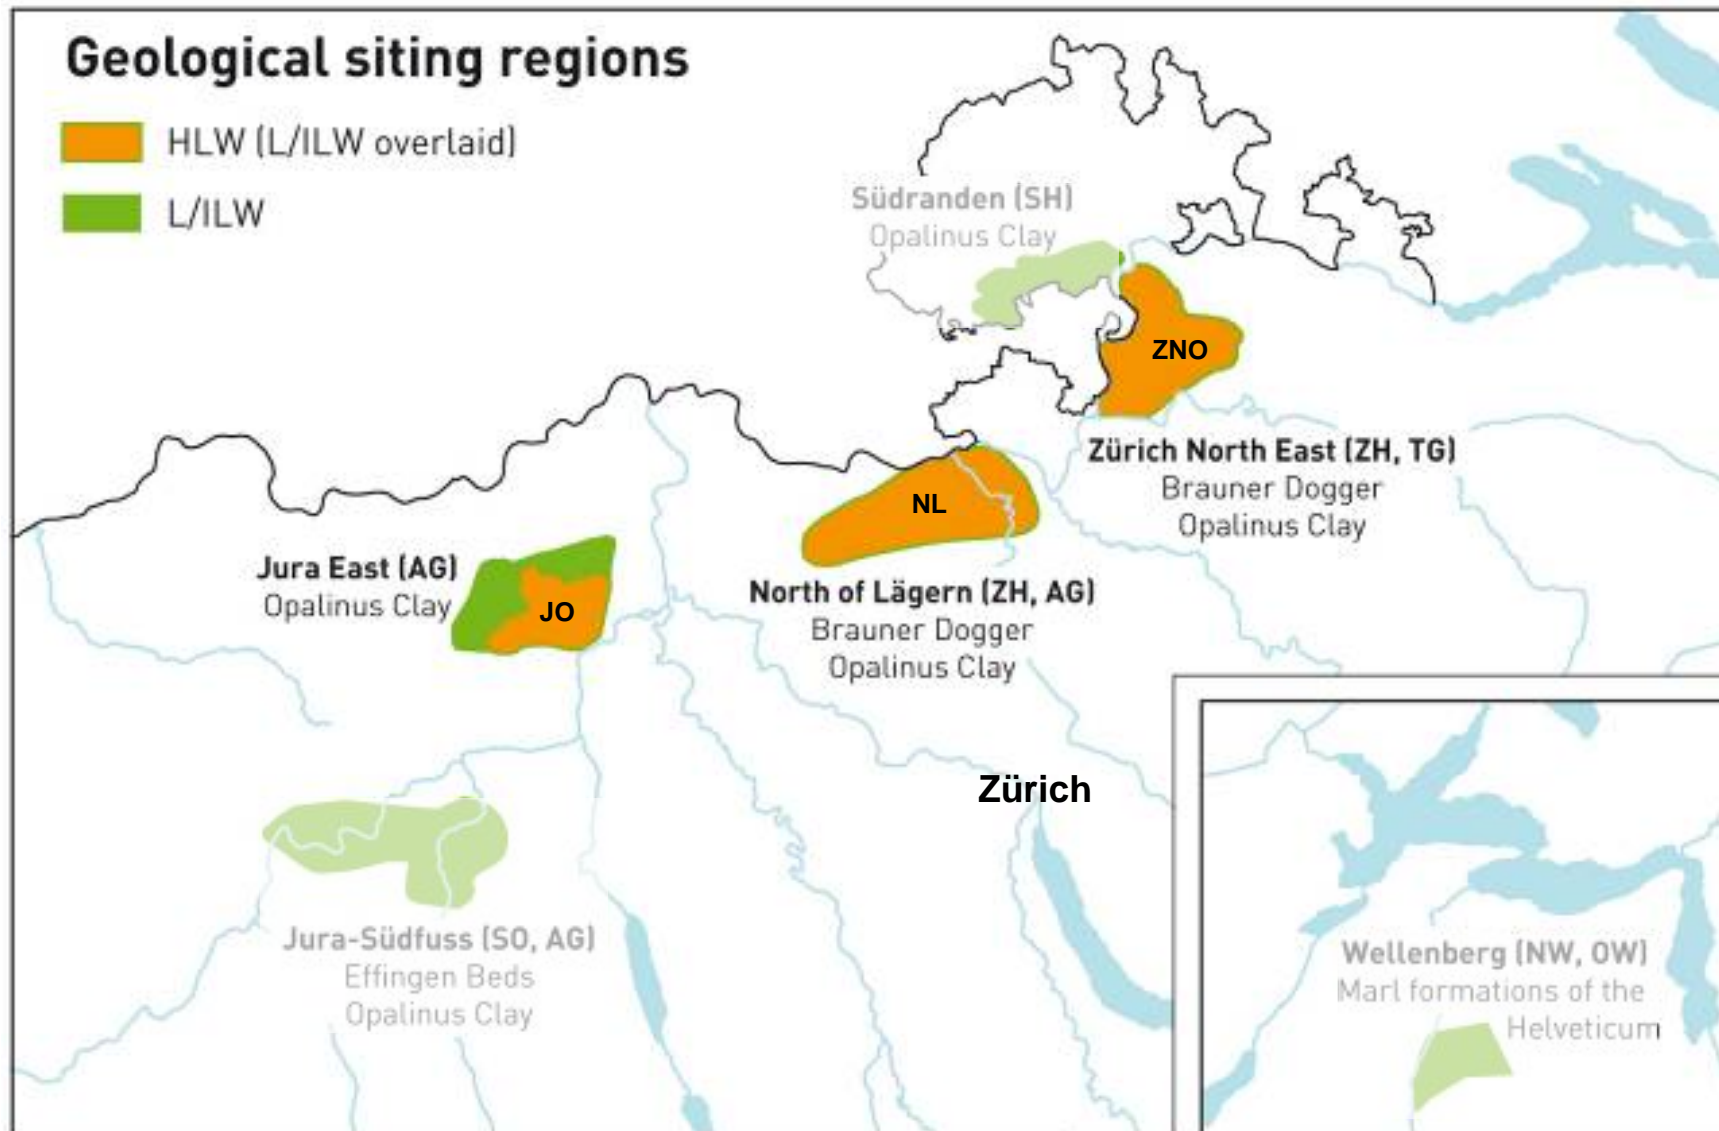 Geological siting regions
HLW (L/ILW overlaid)
L/ILW
Südranden (SH)
Opalinus Clay
ZNO
Zürich North East (ZH, TG)
Brauner Dogger
Opalinus Clay
NL
North of Lägern (ZH, AG)
Brauner Dogger
Opalinus Clay
Jura East (AG)
Opalinus Clay
JO
Zürich
Jura-Südfuss (SO, AG)
Effingen Beds
Opalinus Clay
Wellenberg (NW, OW)
Marl formations of the
Helveticum